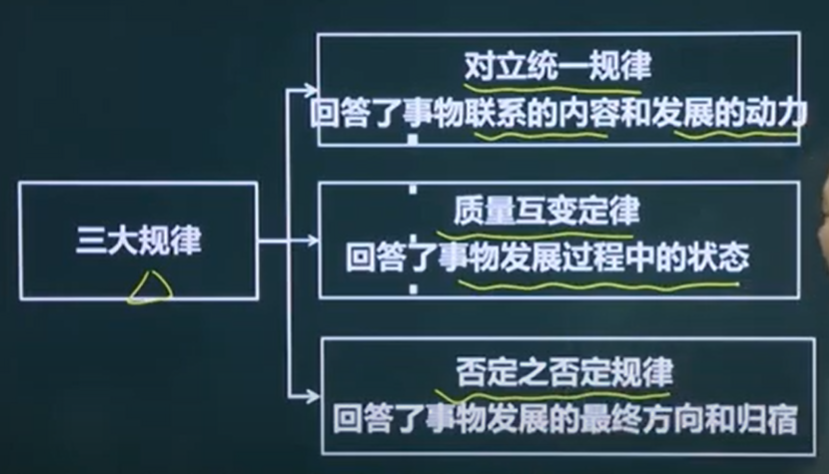 三大规律
对立统一规律
回答了事物联系的内容和发展的动力
质量互变定律
回答了事物发展过程中的状态
否定之否定规律
回答了事物发展的最终方向和归宿